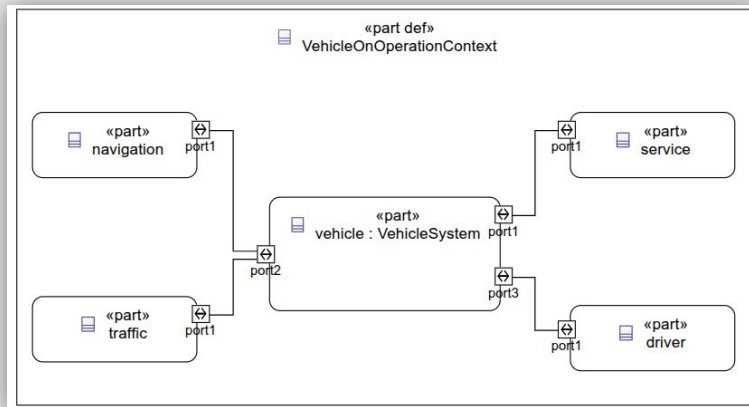 «part def»
VehicleOnOperationContext
«part»
navigation
port1
«part»
service
port1
«part»
vehicle : VehicleSystem
port1
port2
port3
«part»
traffic
port1
«part»
driver
port1